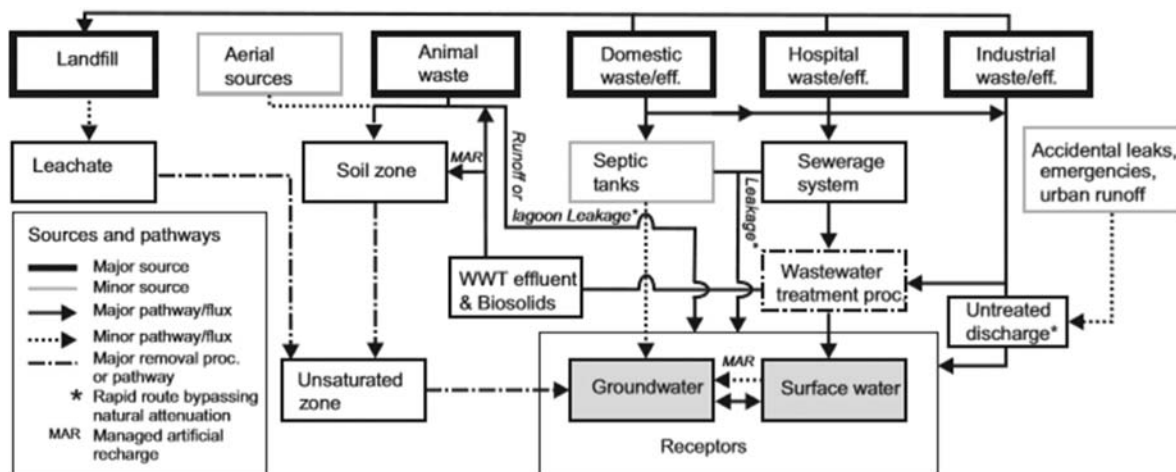 Landfill
Aerial
sources
Animal
waste
Domestic
waste/eff.
Hospital
waste/eff.
Industrial
waste/eff.
Leachate
Soil zone
MAR
Runoff or
lagoon Leakage*
Septic
tanks
Leakage*
Sewerage
system
Accidental leaks,
emergencies,
urban runoff
Sources and pathways
Major source
Minor source
Major pathway/flux
Minor pathway/flux
Major removal proc.
or pathway
* Rapid route bypassing
natural attenuation
MAR Managed artificial
recharge
WWT effluent
& Biosolids
Wastewater
treatment proc.
Untreated
discharge*
Unsaturated
zone
Groundwater
MAR
Surface water
Receptors